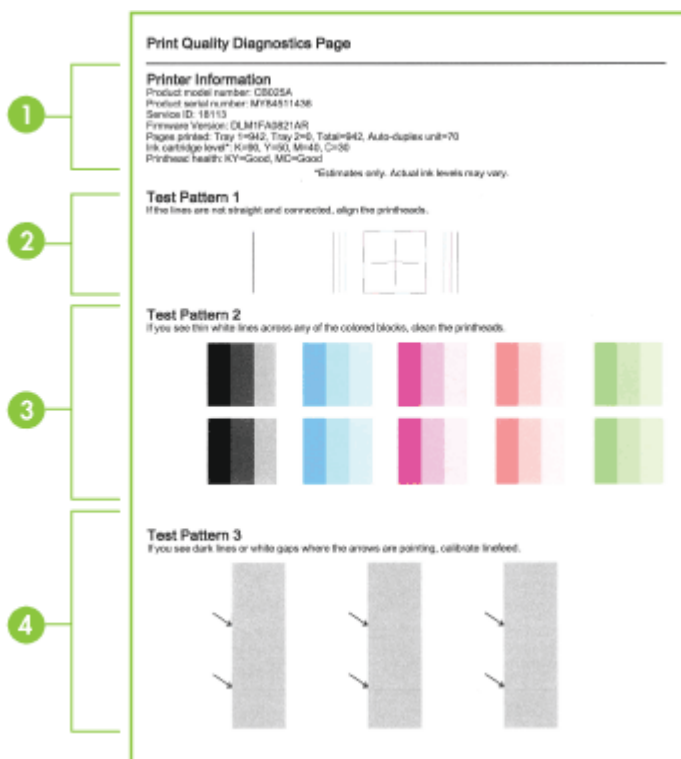 Print Quality Diagnostics Page
1
Printer Information
Product model number: CB025A
Product serial number: MY84511436
Service ID: 18113
Firmware Version: DLM1FA0821AR
Pages printed: Tray 1=942, Tray 2=0, Total=942, Auto-duplex unit=70
Ink cartridge level*: K=90, Y=50, M=40, C=30
Printhead health: KY=Good, MC=Good
*Estimates only. Actual ink levels may vary.
2
Test Pattern 1
If the lines are not straight and connected, align the printheads.
3
Test Pattern 2
If you see thin white lines across any of the colored blocks, clean the printheads.
4
Test Pattern 3
If you see dark lines or white gaps where the arrows are pointing, calibrate linefeed.